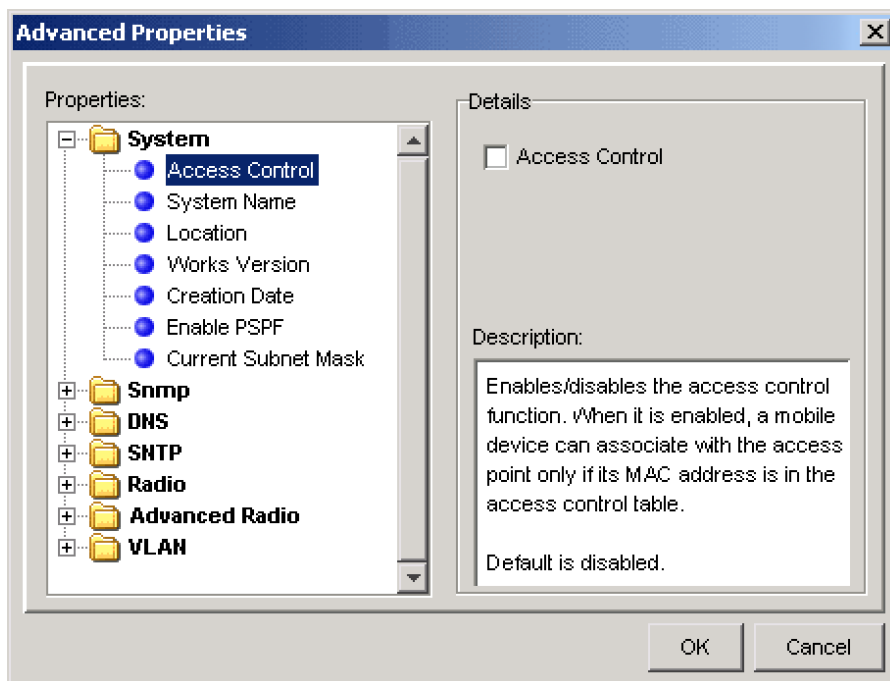 Advanced Properties
Properties:
System
Access Control
System Name
Location
Works Version
Creation Date
Enable PSPF
Current Subnet Mask
Snmp
DNS
SNTP
Radio
Advanced Radio
VLAN
Details
Access Control
Description:
Enables/disables the access control
function. When it is enabled, a mobile
device can associate with the access
point only if its MAC address is in the
access control table.
Default is disabled.
OK
Cancel